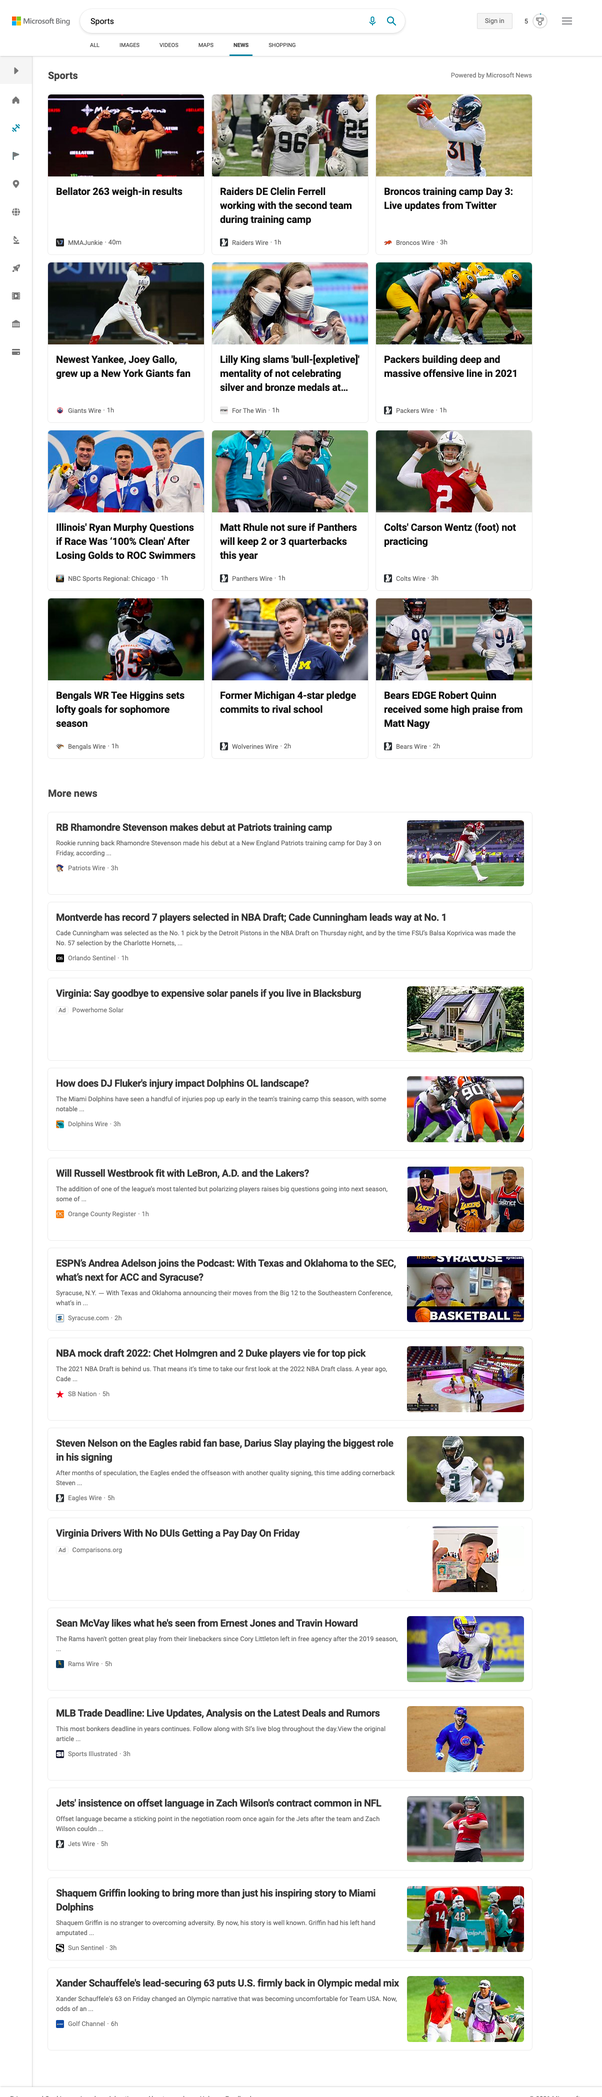 Microsoft Bing
Sports
Sign in
5
ALL IMAGES VIDEOS MAPS NEWS SHOPPING
Sports
Powered by Microsoft News
Bellator 263 weigh-in results
MMAJunkie · 40m
Raiders DE Clelin Ferrell
working with the second team
during training camp
Raiders Wire · 1h
Broncos training camp Day 3:
Live updates from Twitter
Broncos Wire · 3h
Newest Yankee, Joey Gallo,
grew up a New York Giants fan
Giants Wire · 1h
Lilly King slams 'bull-[expletive]'
mentality of not celebrating
silver and bronze medals at...
For The Win · 1h
Packers building deep and
massive offensive line in 2021
Packers Wire · 1h
Illinois' Ryan Murphy Questions
if Race Was '100% Clean' After
Losing Golds to ROC Swimmers
NBC Sports Regional: Chicago · 1h
Matt Rhule not sure if Panthers
will keep 2 or 3 quarterbacks
this year
Panthers Wire · 1h
Colts' Carson Wentz (foot) not
practicing
Colts Wire · 3h
Bengals WR Tee Higgins sets
lofty goals for sophomore
season
Bengals Wire · 1h
Former Michigan 4-star pledge
commits to rival school
Wolverines Wire · 2h
Bears EDGE Robert Quinn
received some high praise from
Matt Nagy
Bears Wire · 2h
More news
RB Rhamondre Stevenson makes debut at Patriots training camp
Rookie running back Rhamondre Stevenson made his debut at a New England Patriots training camp for Day 3 on
Friday, according ...
Patriots Wire · 3h
Montverde has record 7 players selected in NBA Draft; Cade Cunningham leads way at No. 1
Cade Cunningham was selected as the No. 1 pick by the Detroit Pistons in the NBA Draft on Thursday night, and by the time FSU's Balsa Koprivica was made the
No. 57 selection by the Charlotte Hornets, ...
Orlando Sentinel · 1h
Virginia: Say goodbye to expensive solar panels if you live in Blacksburg
Ad Powerhome Solar
How does DJ Fluker's injury impact Dolphins OL landscape?
The Miami Dolphins have seen a handful of injuries pop up early in the team's training camp this season, with some
notable ...
Dolphins Wire · 3h
Will Russell Westbrook fit with LeBron, A.D. and the Lakers?
The addition of one of the league's most talented but polarizing players raises big questions going into next season,
some of ...
Orange County Register · 1h
ESPN's Andrea Adelson joins the Podcast: With Texas and Oklahoma to the SEC,
what's next for ACC and Syracuse?
Syracuse, N.Y. — With Texas and Oklahoma announcing their moves from the Big 12 to the Southeastern Conference,
what's in ...
Syracuse.com · 2h
SYRACUSE
BASKETBALL
NBA mock draft 2022: Chet Holmgren and 2 Duke players vie for top pick
The 2021 NBA Draft is behind us. That means it's time to take our first look at the 2022 NBA Draft class. A year ago,
Cade ...
SB Nation · 5h
Steven Nelson on the Eagles rabid fan base, Darius Slay playing the biggest role
in his signing
After months of speculation, the Eagles ended the offseason with another quality signing, this time adding cornerback
Steven ...
Eagles Wire · 5h
Virginia Drivers With No DUIs Getting a Pay Day On Friday
Ad Comparisons.org
Sean McVay likes what he's seen from Ernest Jones and Travin Howard
The Rams haven't gotten great play from their linebackers since Cory Littleton left in free agency after the 2019 season,
...
Rams Wire · 5h
MLB Trade Deadline: Live Updates, Analysis on the Latest Deals and Rumors
This most bonkers deadline in years continues. Follow along with SI's live blog throughout the day.View the original
article ...
Sports Illustrated · 3h
Jets' insistence on offset language in Zach Wilson's contract common in NFL
Offset language became a sticking point in the negotiation room once again for the Jets after the team and Zach
Wilson couldn ...
Jets Wire · 5h
Shaquem Griffin looking to bring more than just his inspiring story to Miami
Dolphins
Shaquem Griffin is no stranger to overcoming adversity. By now, his story is well known. Griffin had his left hand
amputated ...
Sun Sentinel · 3h
Xander Schauffele's lead-securing 63 puts U.S. firmly back in Olympic medal mix
Xander Schauffele's 63 on Friday changed an Olympic narrative that was becoming uncomfortable for Team USA. Now,
odds of an ...
Golf Channel · 6h